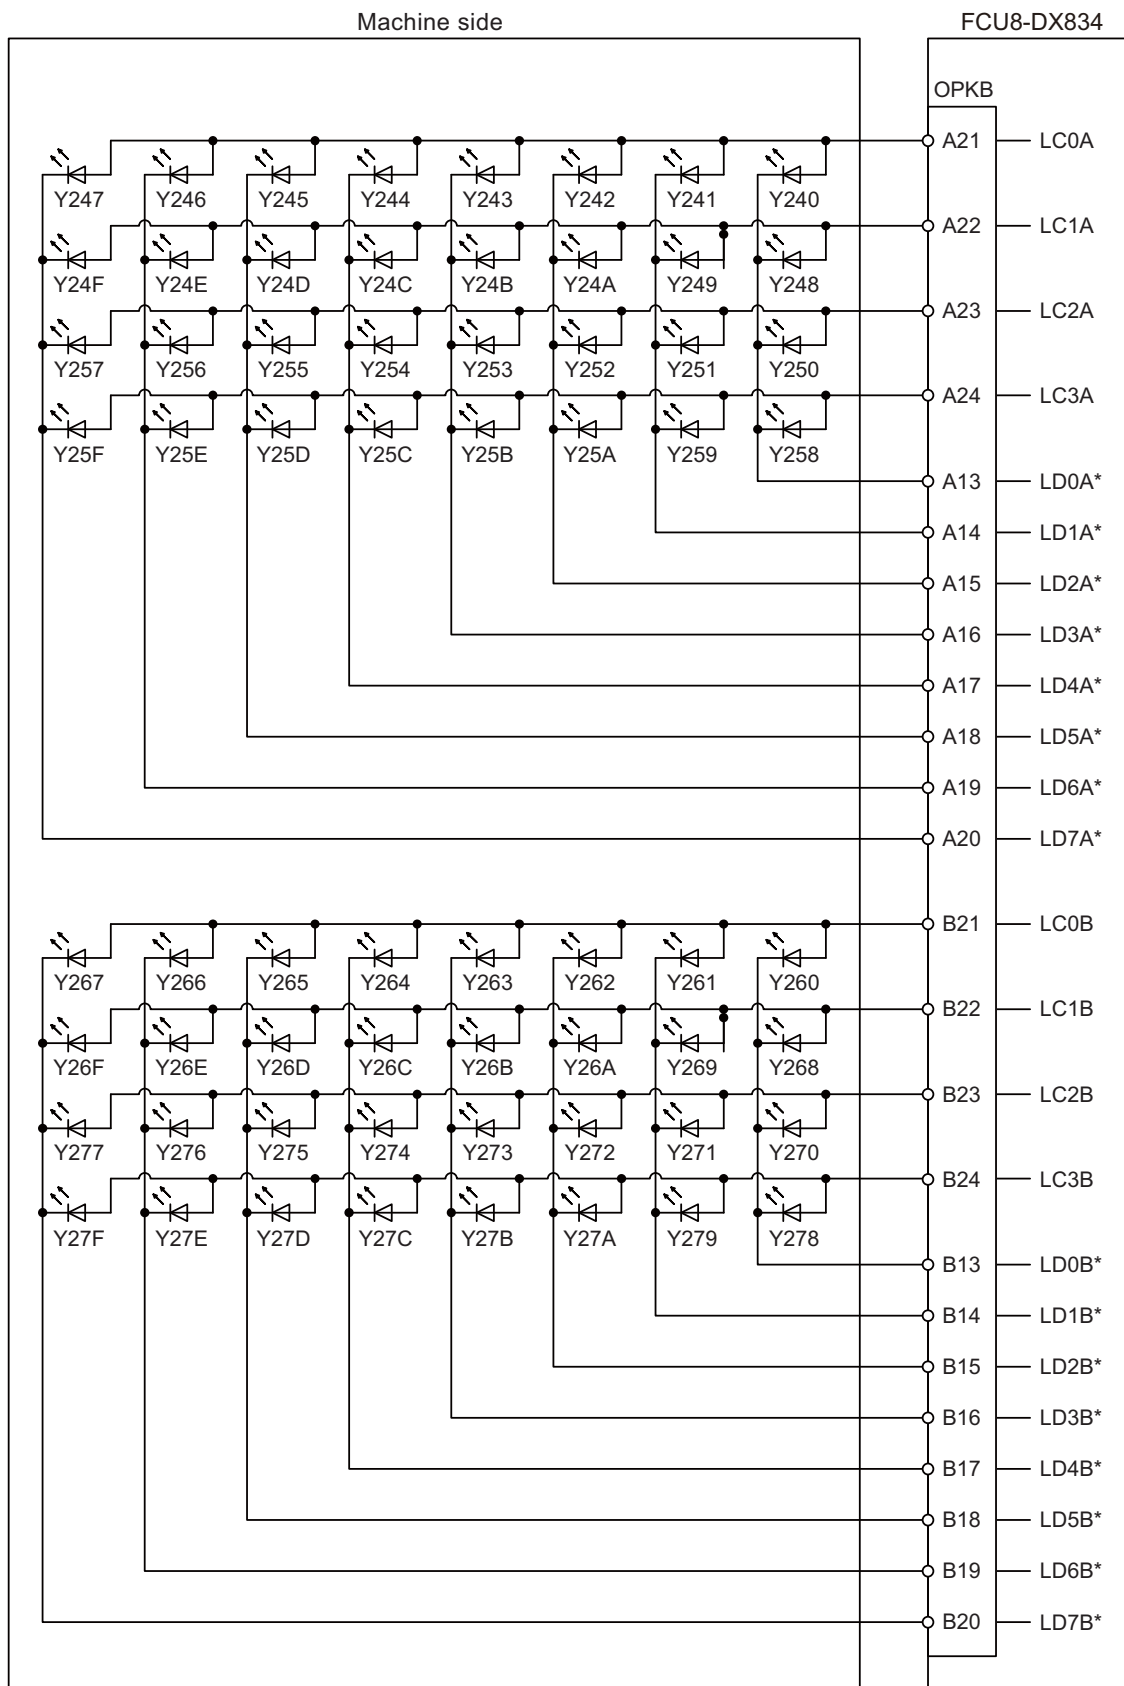 Machine side
FCU8-DX834
OPKB
A21 LC0A
Y247 Y246 Y245 Y244 Y243 Y242 Y241 Y240
A22 LC1A
Y24F Y24E Y24D Y24C Y24B Y24A Y249 Y248
A23 LC2A
Y257 Y256 Y255 Y254 Y253 Y252 Y251 Y250
A24 LC3A
Y25F Y25E Y25D Y25C Y25B Y25A Y259 Y258
A13 LD0A*
A14 LD1A*
A15 LD2A*
A16 LD3A*
A17 LD4A*
A18 LD5A*
A19 LD6A*
A20 LD7A*
B21 LC0B
Y267 Y266 Y265 Y264 Y263 Y262 Y261 Y260
B22 LC1B
Y26F Y26E Y26D Y26C Y26B Y26A Y269 Y268
B23 LC2B
Y277 Y276 Y275 Y274 Y273 Y272 Y271 Y270
B24 LC3B
Y27F Y27E Y27D Y27C Y27B Y27A Y279 Y278
B13 LD0B*
B14 LD1B*
B15 LD2B*
B16 LD3B*
B17 LD4B*
B18 LD5B*
B19 LD6B*
B20 LD7B*